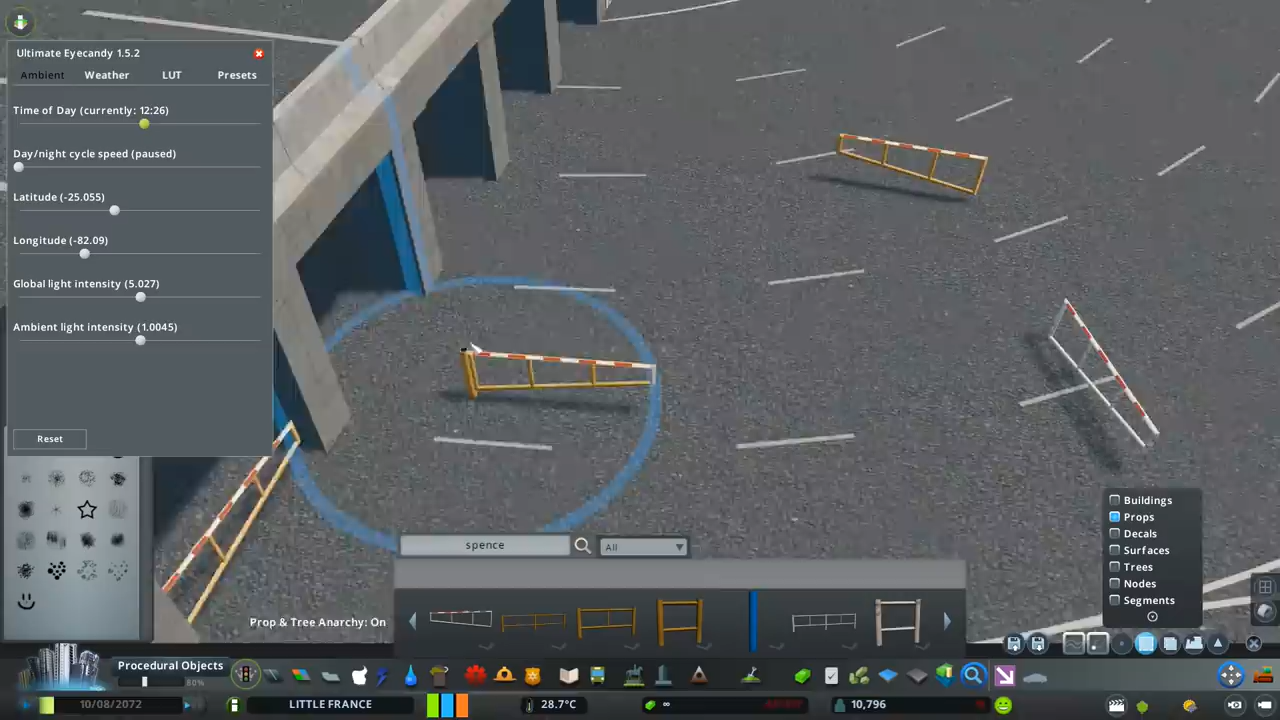 Ultimate Eyecandy 1.5.2
Ambient Weather LUT Presets
Time of Day (currently: 12:26)
Day/night cycle speed (paused)
Latitude (-25.055)
Longitude (-82.09)
Global light intensity (5.027)
Ambient light intensity (1.0045)
Reset
Buildings
Props
Decals
Surfaces
Trees
Nodes
Segments
spence
All
Prop & Tree Anarchy: On
Procedural Objects
80%
10/08/2072
LITTLE FRANCE
28.7°C
∞
10,796